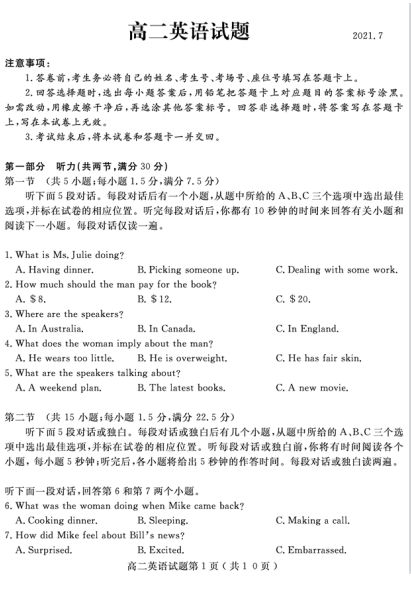 高二英语试题
2021.7
注意事项：
1.答卷前,考生务必将自己的姓名、考生号、考场号、座位号填写在答题卡上。
2.回答选择题时,选出每小题答案后,用铅笔把答题卡上对应题目的答案标号涂黑。
如需改动,用橡皮擦干净后,再选涂其他答案标号。回答非选择题时,将答案写在答题卡
上,写在本试卷上无效。
3.考试结束后,将本试卷和答题卡一并交回。
第一部分 听力(共两节,满分30分)
第一节 (共5小题;每小题1.5分,满分7.5分)
听下面5段对话。每段对话后有一个小题,从题中所给的A、B、C三个选项中选出最佳
选项,并标在试卷的相应位置。听完每段对话后,你都有10秒钟的时间来回答有关小题和
阅读下一小题。每段对话仅读一遍。
1. What is Ms. Julie doing?
A. Having dinner. B. Picking someone up. C. Dealing with some work.
2. How much should the man pay for the book?
A. $8. B. $12. C. $20.
3. Where are the speakers?
A. In Australia. B. In Canada. C. In England.
4. What does the woman imply about the man?
A. He wears too little. B. He is overweight. C. He has fair skin.
5. What are the speakers talking about?
A. A weekend plan. B. The latest books. C. A new movie.
第二节 (共15小题;每小题1.5分,满分22.5分)
听下面5段对话或独白。每段对话或独白后有几个小题,从题中所给的A、B、C三个选
项中选出最佳选项,并标在试卷的相应位置。听每段对话或独白前,你将有时间阅读各个
小题,每小题5秒钟;听完后,各小题将给出5秒钟的作答时间。每段对话或独白读两遍。
听下面一段对话,回答第6和第7两个小题。
6. What was the woman doing when Mike came back?
A. Cooking dinner. B. Sleeping. C. Making a call.
7. How did Mike feel about Bill's news?
A. Surprised. B. Excited. C. Embarrassed.
高二英语试题第1页(共10页)